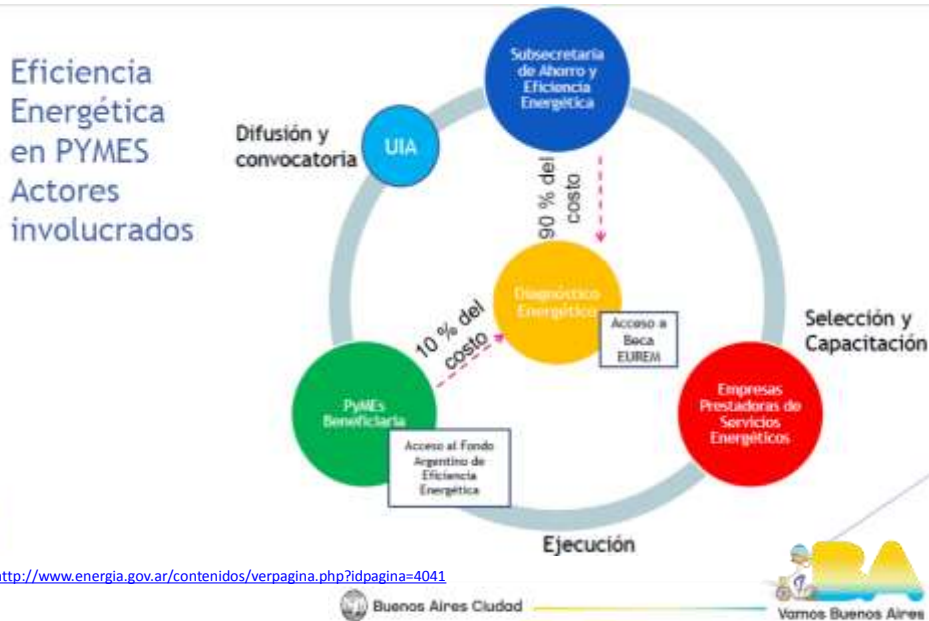 Eficiencia
Energética
en PYMES
Actores
involucrados
Subsecretaria
de Ahorro y
Eficiencia
Energética
Difusión y
convocatoria
UIA
90 % del
costo
Diagnóstico
Energético
Acceso a
Beca
EUREM
10 % del
costo
Selección y
Capacitación
PyMEs
Beneficiaria
Acceso al Fondo
Argentino de
Eficiencia
Energética
Empresas
Prestadoras de
Servicios
Energéticos
Ejecución
http://www.energia.gov.ar/contenidos/verpagina.php?idpagina=4041
Buenos Aires Ciudad
BA
Vamos Buenos Aires